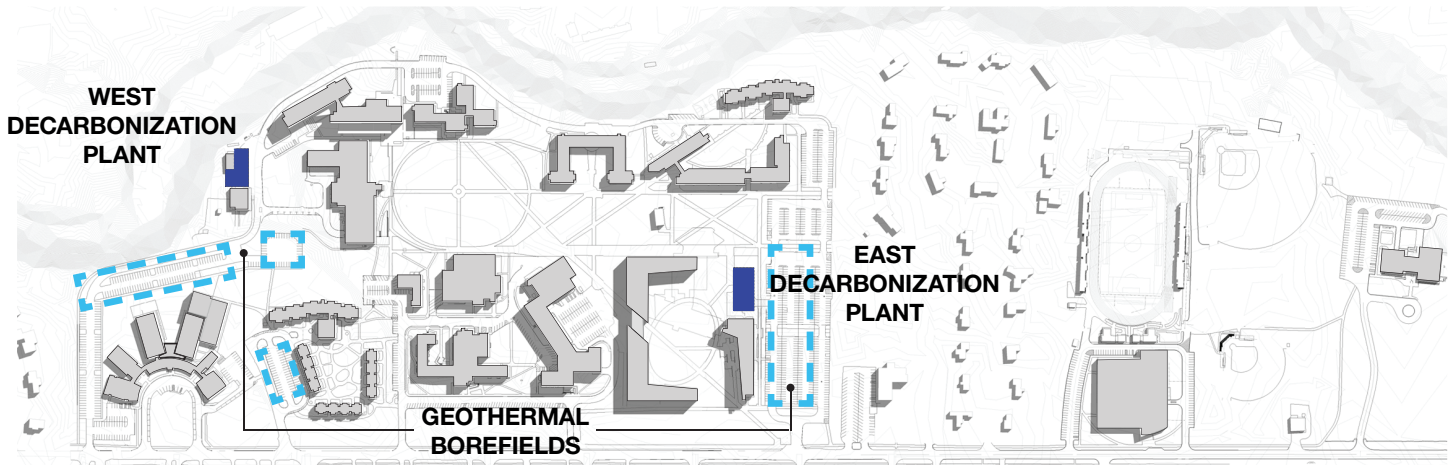 WEST
DECARBONIZATION
PLANT
EAST
DECARBONIZATION
PLANT
GEOTHERMAL
BOREFIELDS